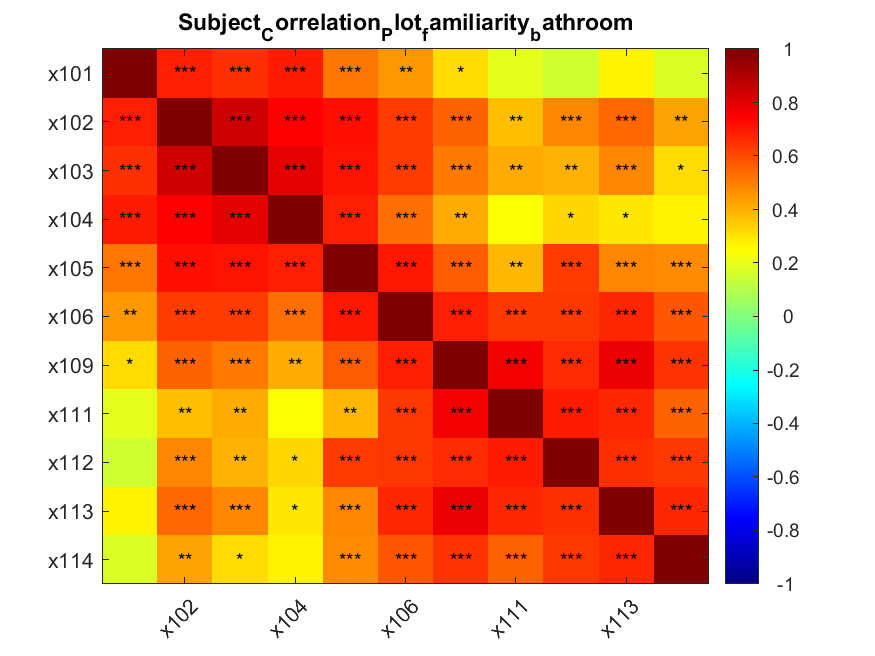 Subject_Correlation_Plot_familiarity_bathroom
1
x101 *** *** *** *** ** *
0.8
x102 *** *** *** *** *** *** ** *** *** **
0.6
x103 *** *** *** *** *** *** ** ** *** *
0.4
x104 *** *** *** *** *** ** * *
0.2
x105 *** *** *** *** *** *** ** *** *** ***
0
x106 ** *** *** *** *** *** *** *** *** ***
-0.2
x109 * *** *** ** *** *** *** *** *** ***
-0.4
x111 ** ** ** *** *** *** *** ***
x112 *** ** * *** *** *** *** *** ***
-0.6
x113 *** *** * *** *** *** *** *** ***
-0.8
x114 ** * *** *** *** *** *** ***
-1
x102 x104 x106 x111 x113